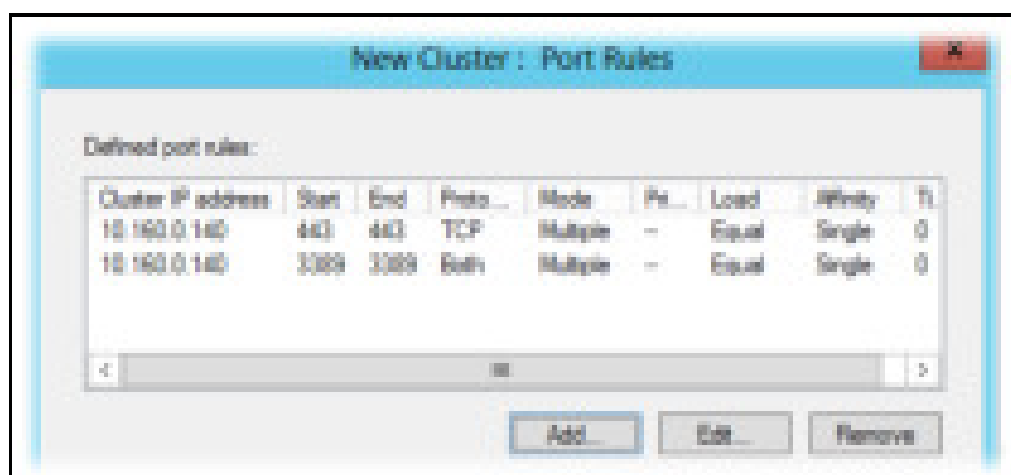 New Cluster : Port Rules
Defined port rules:
Cluster IP address Start End Proto... Mode Pri... Load Affinity Ti
10.160.0.140 443 443 TCP Multiple -- Equal Single 0
10.160.0.140 3389 3389 Both Multiple -- Equal Single 0
Add... Edit... Remove